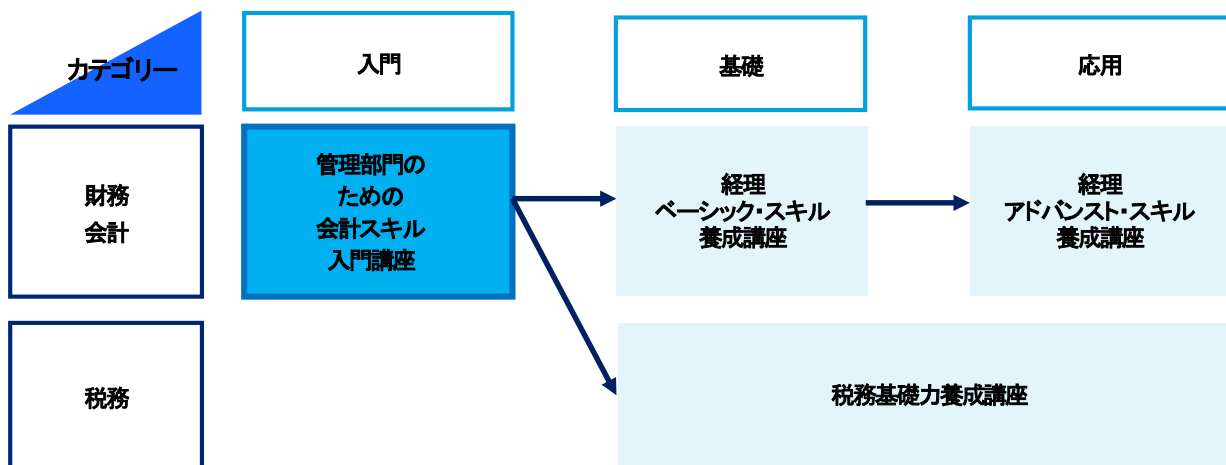 カテゴリー
入門
基礎
応用
財務
会計
管理部門の
ための
会計スキル
入門講座
経理
ベーシック・スキル
養成講座
経理
アドバンスト・スキル
養成講座
税務
税務基礎力養成講座